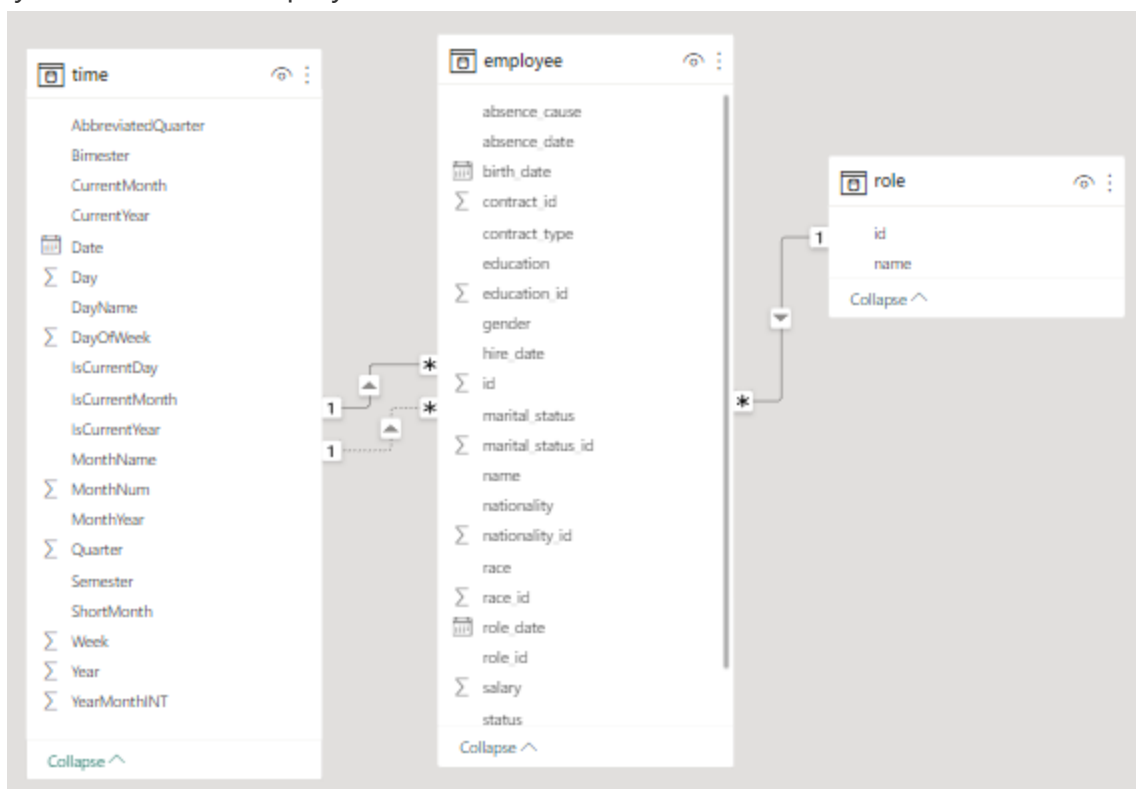 time
AbbreviatedQuarter
Bimester
CurrentMonth
CurrentYear
Date
Day
DayName
DayOfWeek
IsCurrentDay
IsCurrentMonth
IsCurrentYear
MonthName
MonthNum
MonthYear
Quarter
Semester
ShortMonth
Week
Year
YearMonthINT
Collapse
1
1
employee
absence_cause
absence_date
birth_date
contract_id
contract_type
education
education_id
gender
hire_date
id
marital_status
marital_status_id
name
nationality
nationality_id
race
race_id
role_date
role_id
salary
status
Collapse
*
*
*
role
1
id
name
Collapse